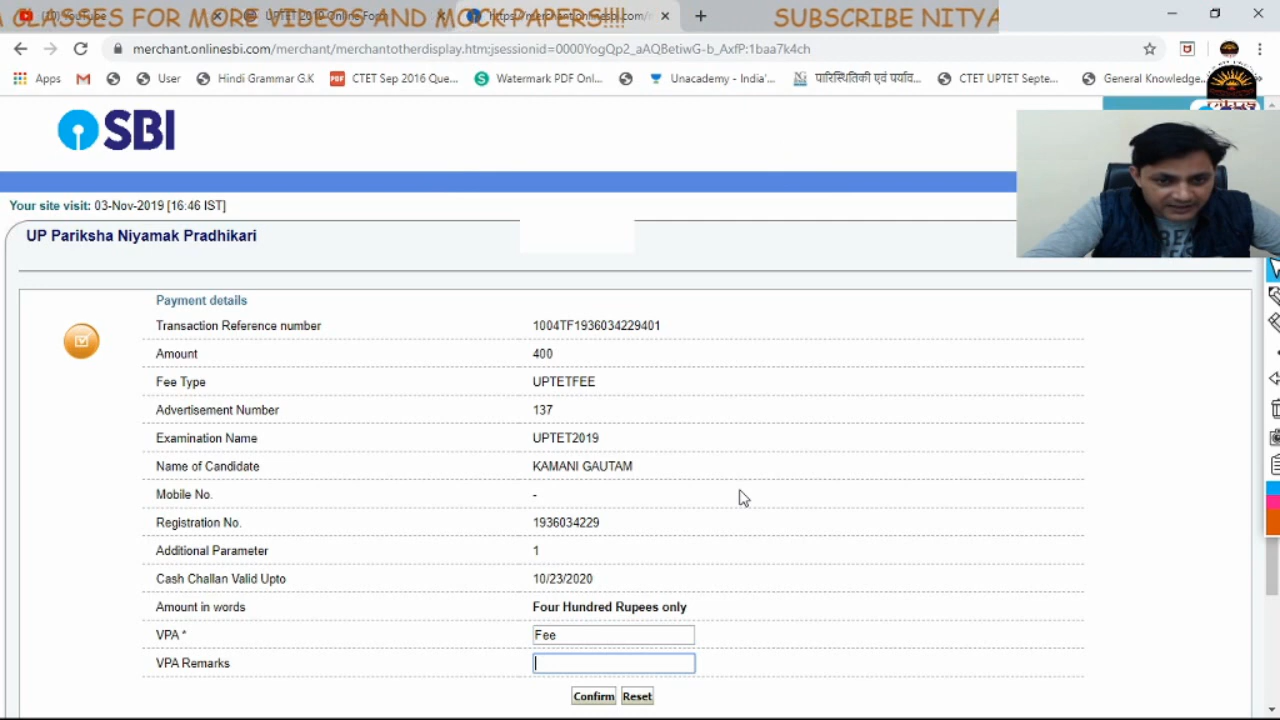 A CLASSES FOR MORE VIDEOS AND MOCK PAPERS!!!! SUBSCRIBE NITYA
merchant.onlinesbi.com/merchant/merchantotherdisplay.htm;jsessionid=0000YogQp2_aAQBetiwG-b_AxfP:1baa7k4ch
Apps User Hindi Grammar G.K CTET Sep 2016 Que... Watermark PDF Onl... Unacademy - India'... पारिस्थितिकी एवं पर्याव... CTET UPTET Septe... General Knowledge...
SBI
Your site visit: 03-Nov-2019 [16:46 IST]
UP Pariksha Niyamak Pradhikari
Payment details
Transaction Reference number 1004TF1936034229401
Amount 400
Fee Type UPTETFEE
Advertisement Number 137
Examination Name UPTET2019
Name of Candidate KAMANI GAUTAM
Mobile No. -
Registration No. 1936034229
Additional Parameter 1
Cash Challan Valid Upto 10/23/2020
Amount in words Four Hundred Rupees only
VPA * Fee
VPA Remarks
Confirm Reset